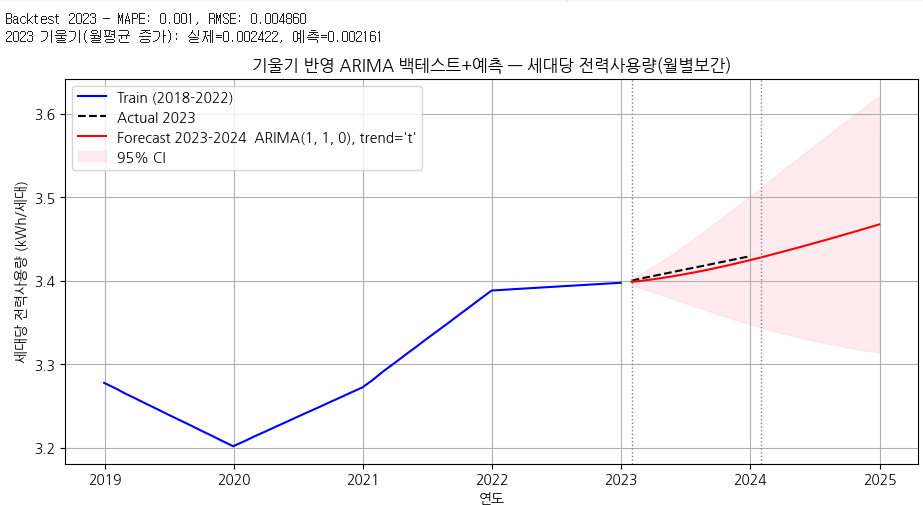 Backtest 2023 - MAPE: 0.001, RMSE: 0.004860
2023 기울기(월평균 증가): 실제=0.002422, 예측=0.002161
기울기 반영 ARIMA 백테스트+예측 — 세대당 전력사용량(월별보간)
Train (2018-2022)
Actual 2023
Forecast 2023-2024  ARIMA(1, 1, 0), trend='t'
95% CI
세대당 전력사용량 (kWh/세대)
3.6
3.5
3.4
3.3
3.2
2019 2020 2021 2022 2023 2024 2025
연도